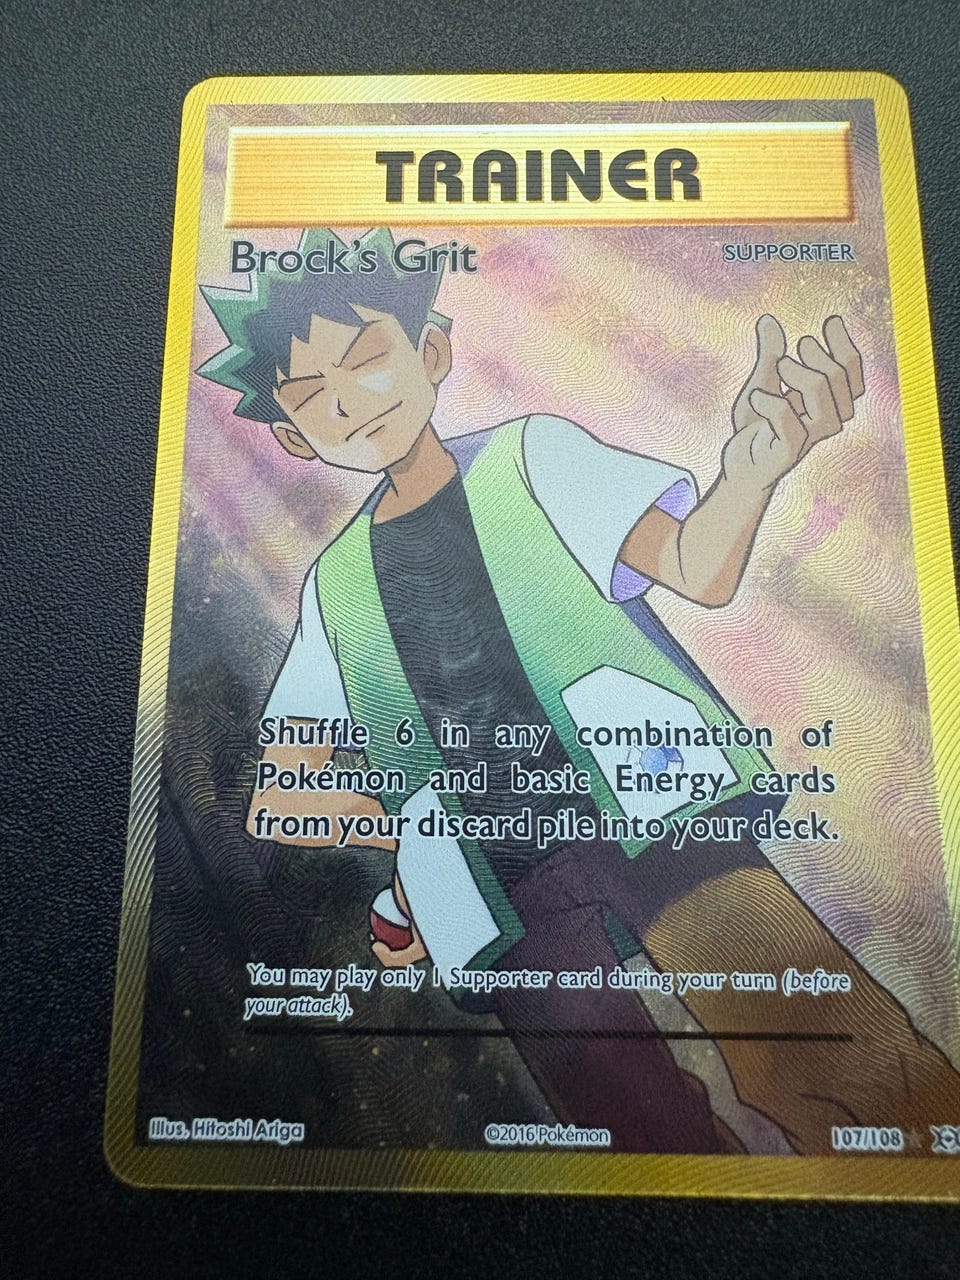 TRAINER
Brock's Grit
SUPPORTER
Shuffle 6 in any combination of
Pokémon and basic Energy cards
from your discard pile into your deck.
You may play only 1 Supporter card during your turn (before
your attack).
Illus. Hitoshi Ariga
©2016 Pokémon
107/108